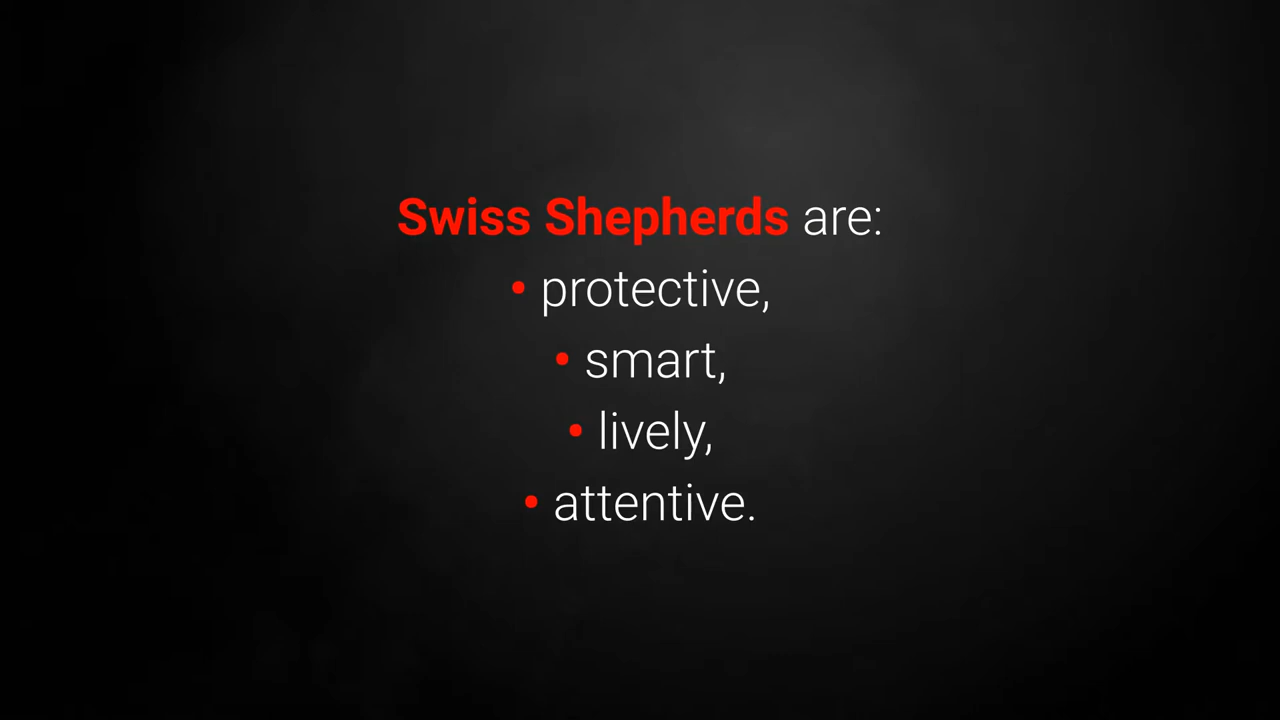 Swiss Shepherds are:
• protective,
• smart,
• lively,
• attentive.